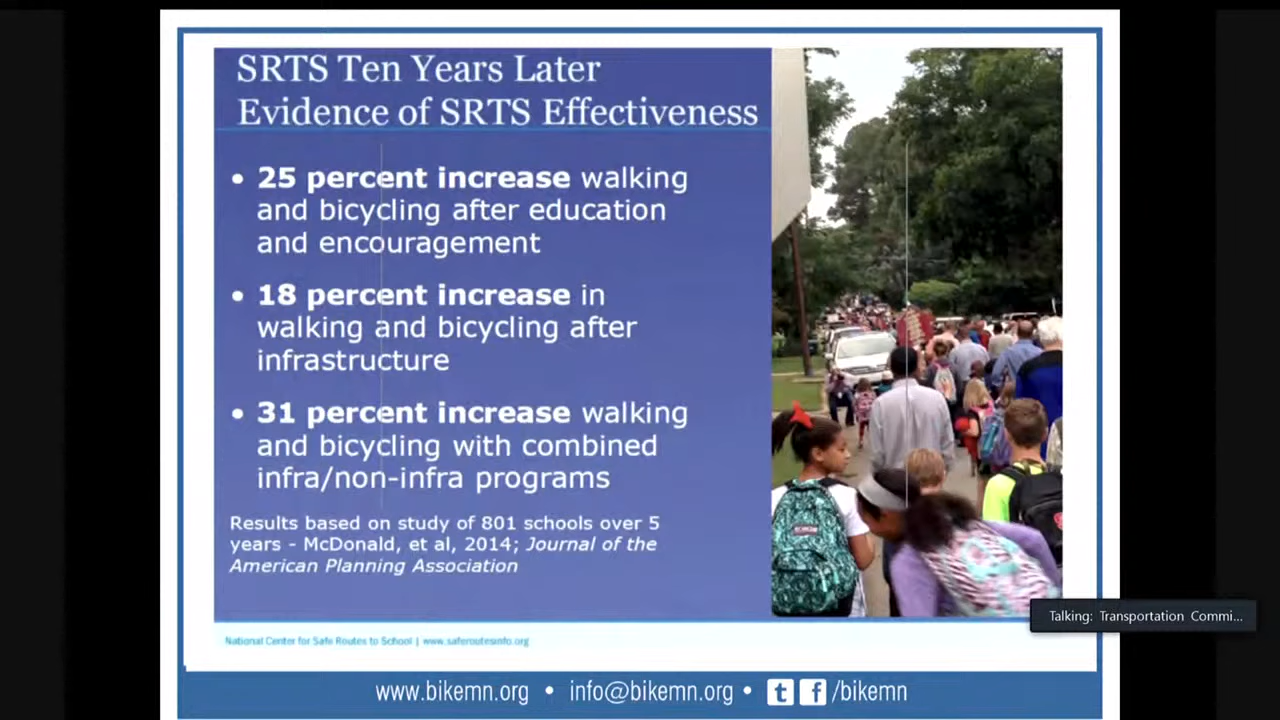 SRTS Ten Years Later
Evidence of SRTS Effectiveness
• 25 percent increase walking
and bicycling after education
and encouragement
• 18 percent increase in
walking and bicycling after
infrastructure
• 31 percent increase walking
and bicycling with combined
infra/non-infra programs
Results based on study of 801 schools over 5
years - McDonald, et al, 2014; Journal of the
American Planning Association
Talking: Transportation Commi...
National Center for Safe Routes to School | www.saferoutesinfo.org
www.bikemn.org • info@bikemn.org • t f /bikemn